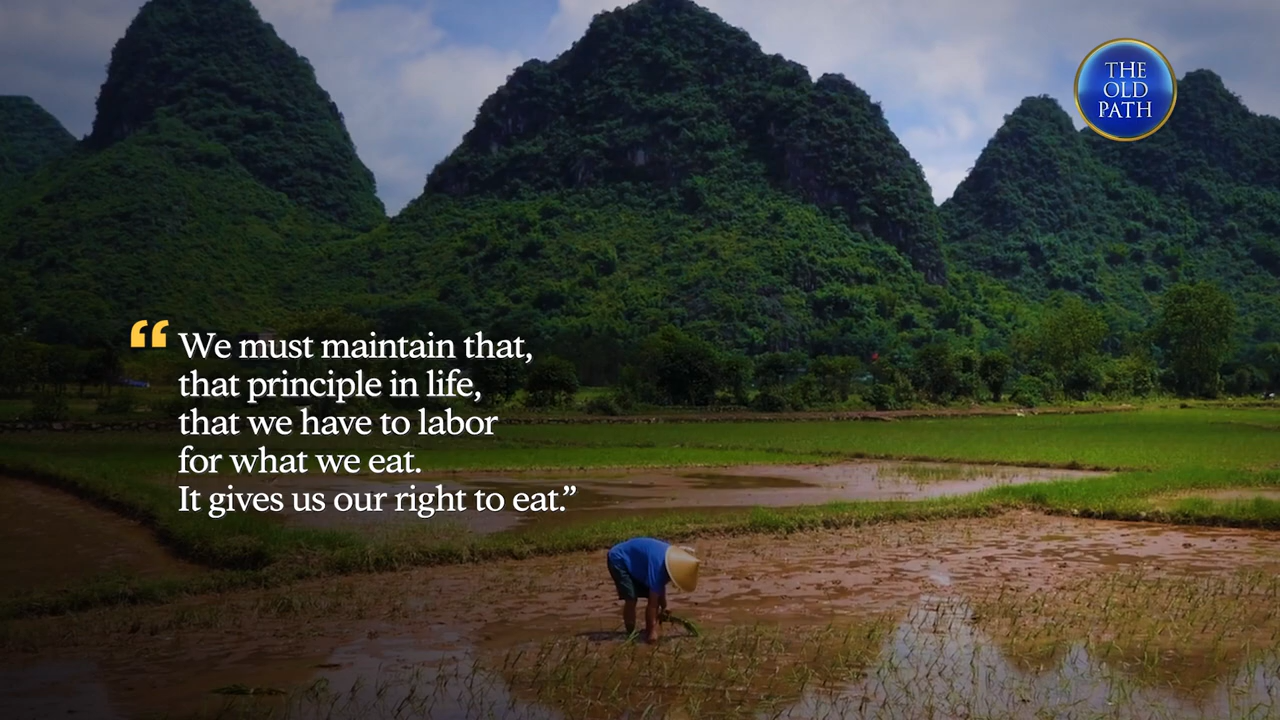 THE
OLD
PATH
“We must maintain that,
that principle in life,
that we have to labor
for what we eat.
It gives us our right to eat.”